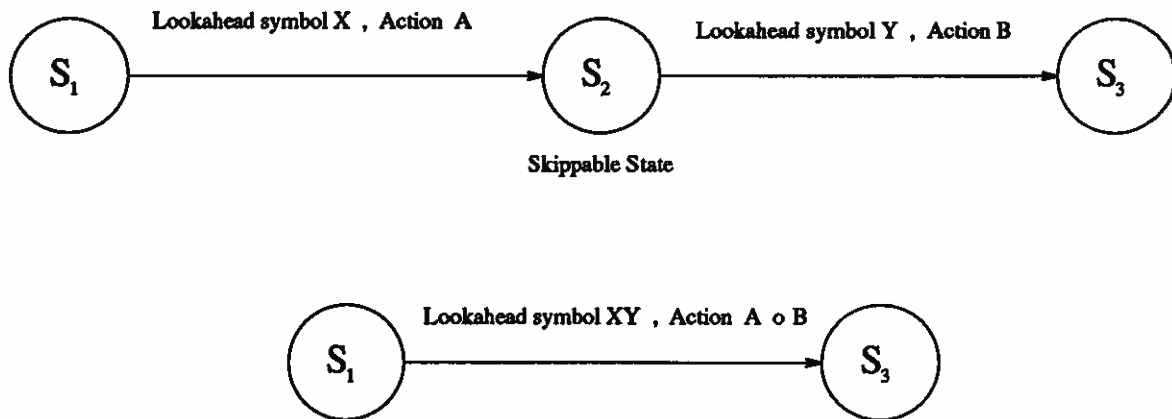 Lookahead symbol X , Action A
Lookahead symbol Y , Action B
S1
S2
S3
Skippable State
Lookahead symbol XY , Action A o B
S1
S3